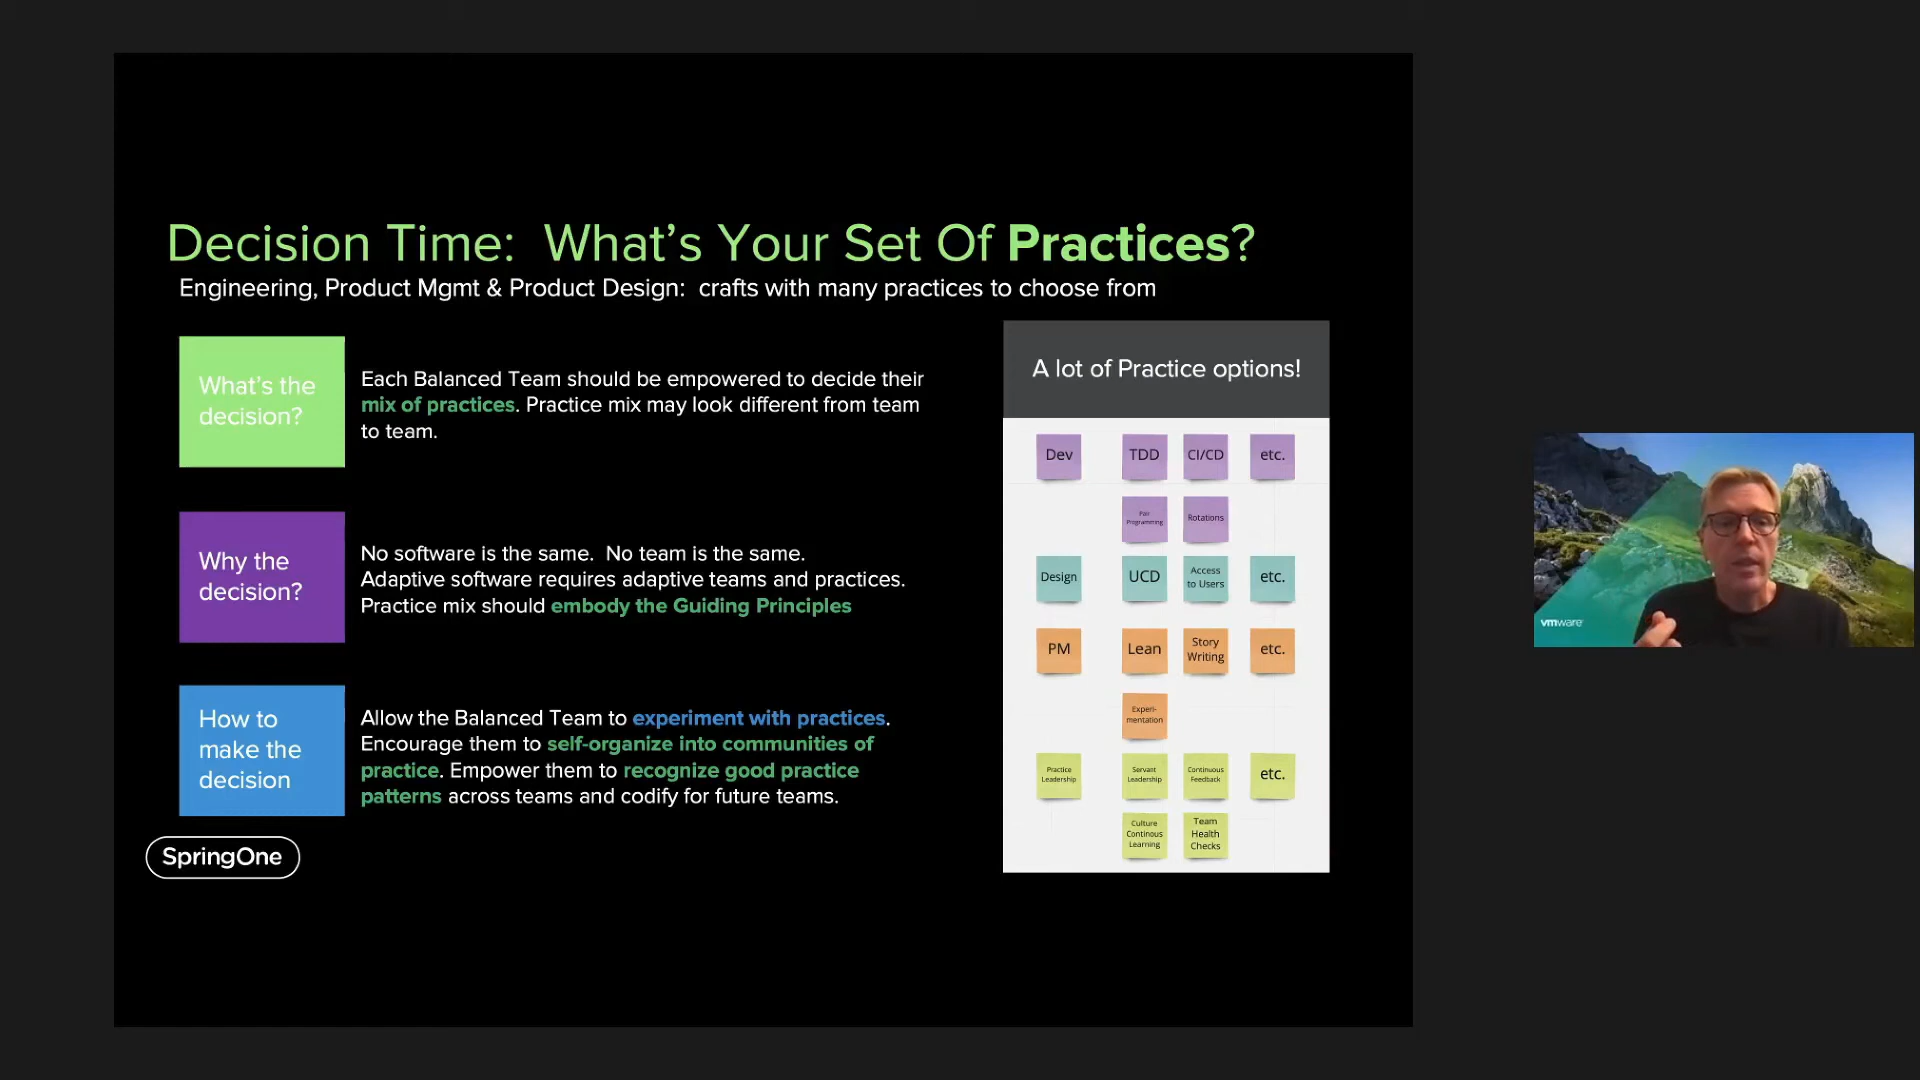 Decision Time: What's Your Set Of Practices?
Engineering, Product Mgmt & Product Design: crafts with many practices to choose from
What's the
decision?
Each Balanced Team should be empowered to decide their
mix of practices. Practice mix may look different from team
to team.
Why the
decision?
No software is the same. No team is the same.
Adaptive software requires adaptive teams and practices.
Practice mix should embody the Guiding Principles
How to
make the
decision
Allow the Balanced Team to experiment with practices.
Encourage them to self-organize into communities of
practice. Empower them to recognize good practice
patterns across teams and codify for future teams.
SpringOne
A lot of Practice options!
Dev
TDD
CI/CD
etc.
Pair
Programming
Rotations
Design
UCD
Access
to Users
etc.
PM
Lean
Story
Writing
etc.
Experi-
mentation
Practice
Leadership
Servant
Leadership
Continuous
Feedback
etc.
Culture
Continous
Learning
Team
Health
Checks
vmware